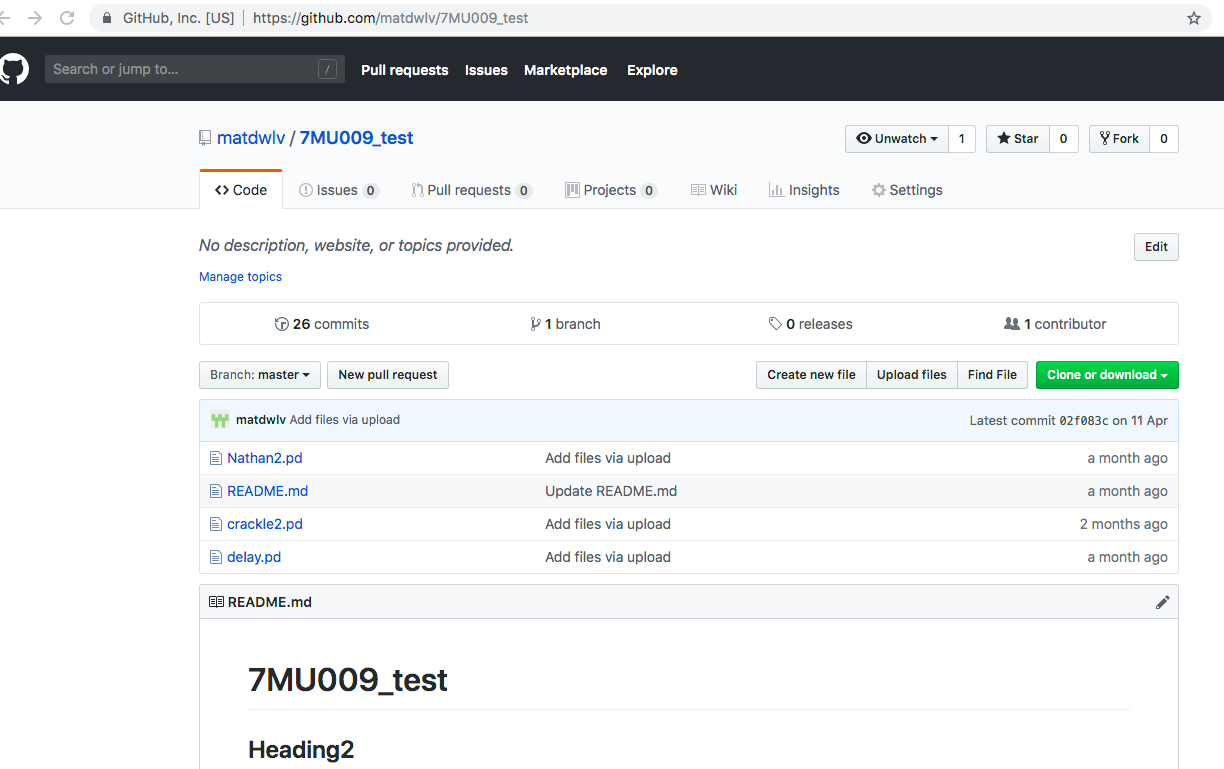 GitHub, Inc. [US] | https://github.com/matdwlv/7MU009_test
Search or jump to... / Pull requests Issues Marketplace Explore
matdwlv / 7MU009_test Unwatch 1 Star 0 Fork 0
Code Issues 0 Pull requests 0 Projects 0 Wiki Insights Settings
No description, website, or topics provided. Edit
Manage topics
26 commits 1 branch 0 releases 1 contributor
Branch: master New pull request Create new file Upload files Find File Clone or download
matdwlv Add files via upload Latest commit 02f083c on 11 Apr
Nathan2.pd Add files via upload a month ago
README.md Update README.md a month ago
crackle2.pd Add files via upload 2 months ago
delay.pd Add files via upload a month ago
README.md
7MU009_test
Heading2